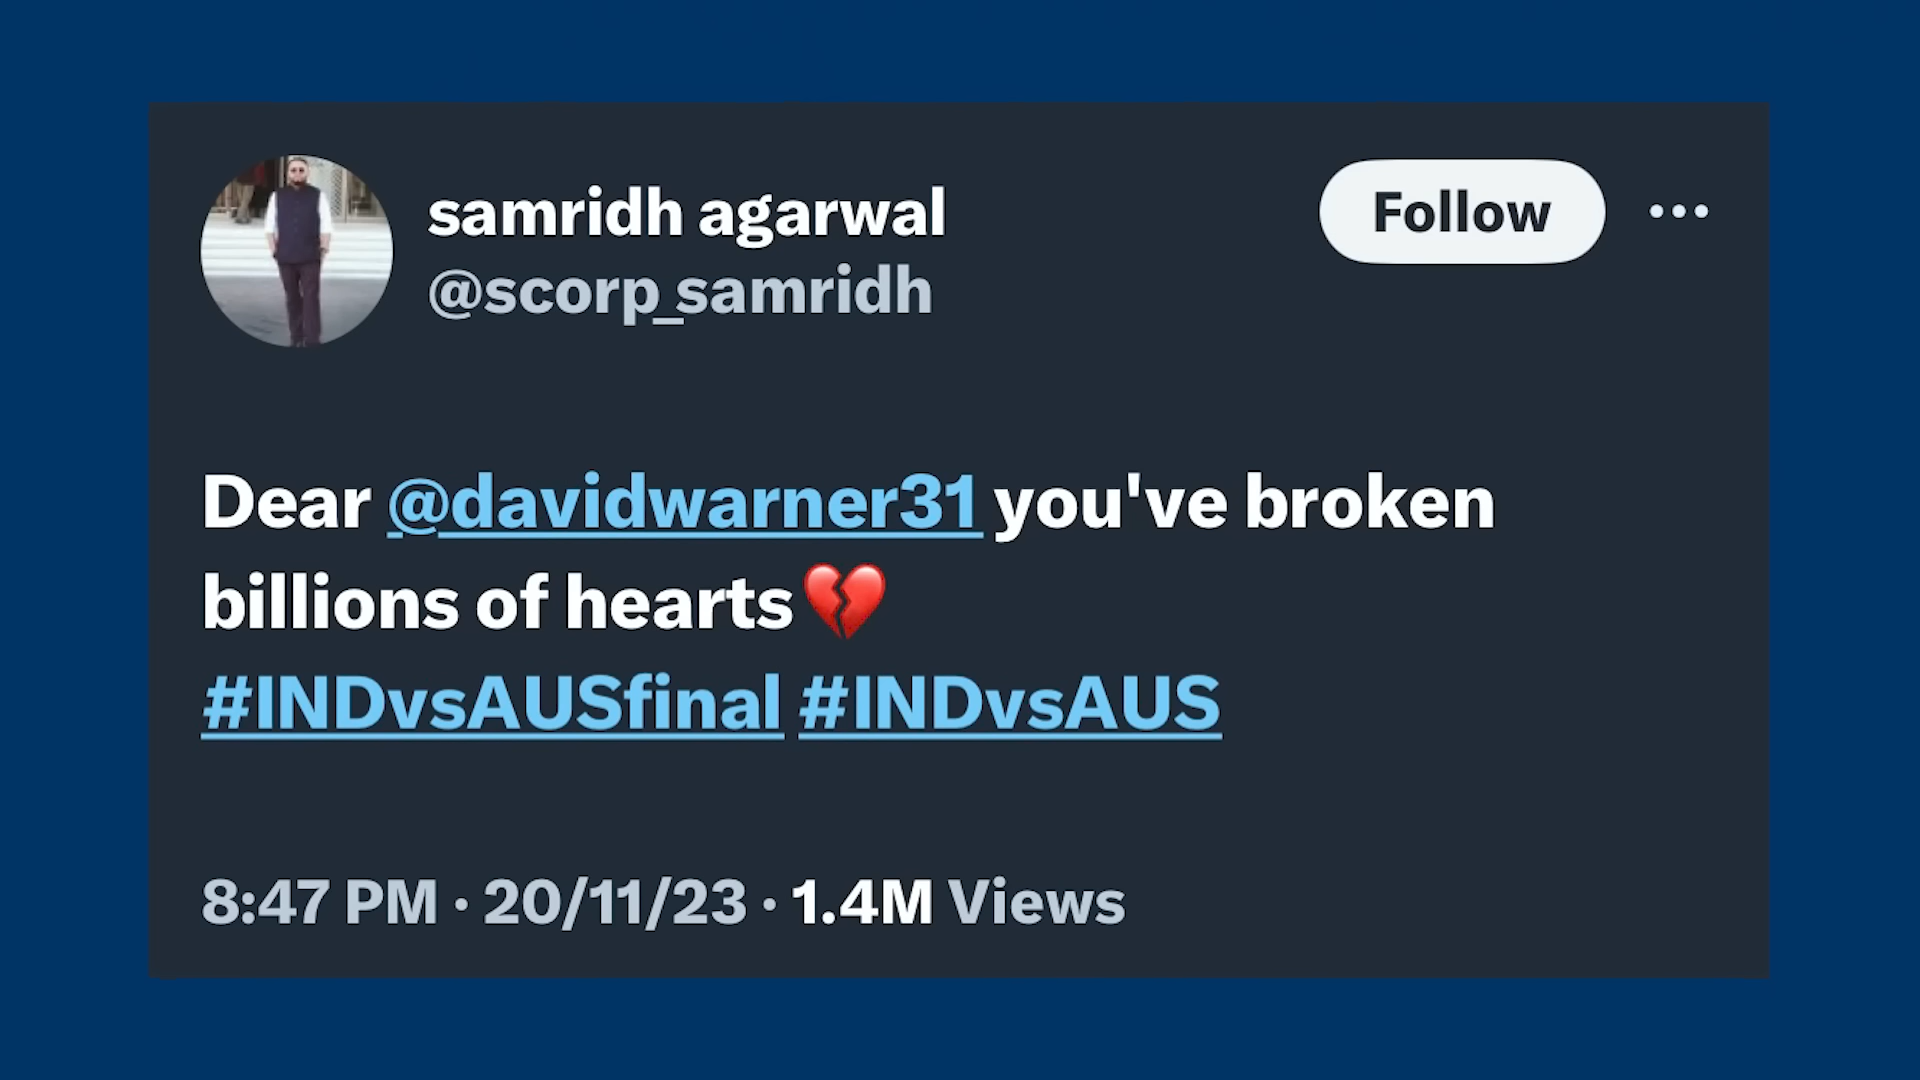 samridh agarwal
@scorp_samridh
Follow
Dear @davidwarner31 you've broken
billions of hearts💔
#INDvsAUSfinal #INDvsAUS
8:47 PM · 20/11/23 · 1.4M Views